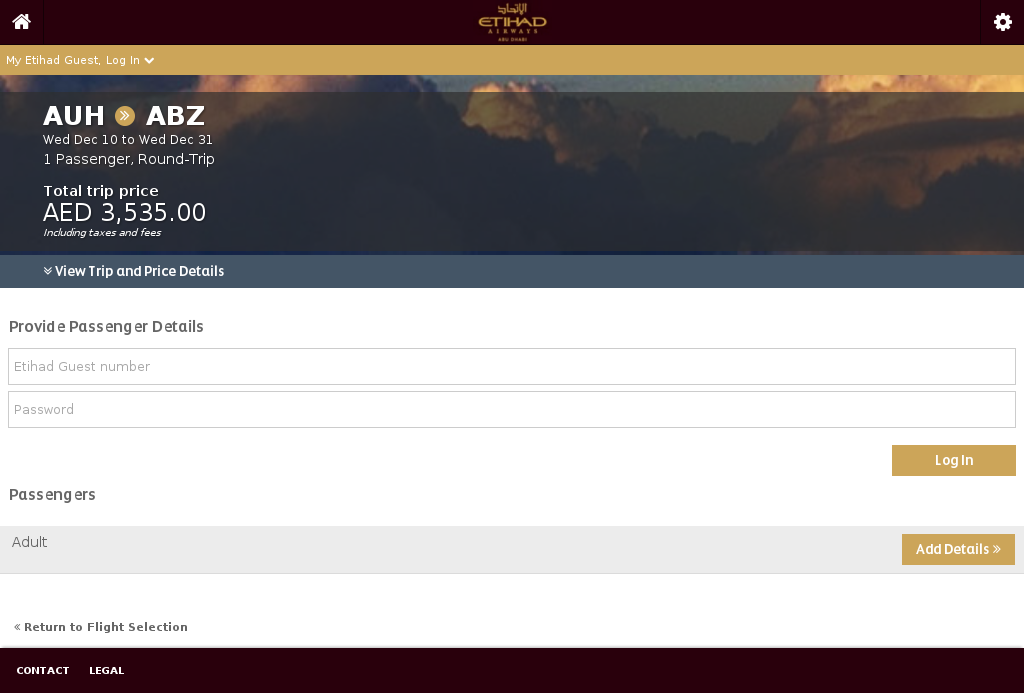 الإتحاد
ETIHAD
AIRWAYS
ABU DHABI
My Etihad Guest, Log In
AUH ABZ
Wed Dec 10 to Wed Dec 31
1 Passenger, Round-Trip
Total trip price
AED 3,535.00
Including taxes and fees
View Trip and Price Details
Provide Passenger Details
Etihad Guest number
Password
Log In
Passengers
Adult
Add Details »
« Return to Flight Selection
CONTACT LEGAL